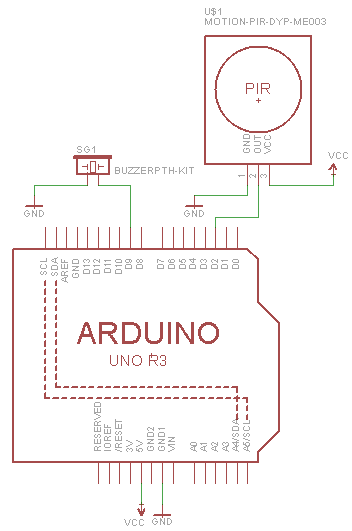 U$1
MOTION-PIR-DYP-ME003
PIR
GND
OUT
VCC
1
2
3
VCC
SG1
BUZZERPTH-KIT
GND
GND
SCL
SDA
AREF
GND
D13
D12
D11
D10
D9
D8
D7
D6
D5
D4
D3
D2
D1
D0
ARDUINO
UNO R3
RESERVED
IOREF
/RESET
3V
5V
GND2
GND1
VIN
A0
A1
A2
A3
A4/SDA
A5/SCL
VCC
GND